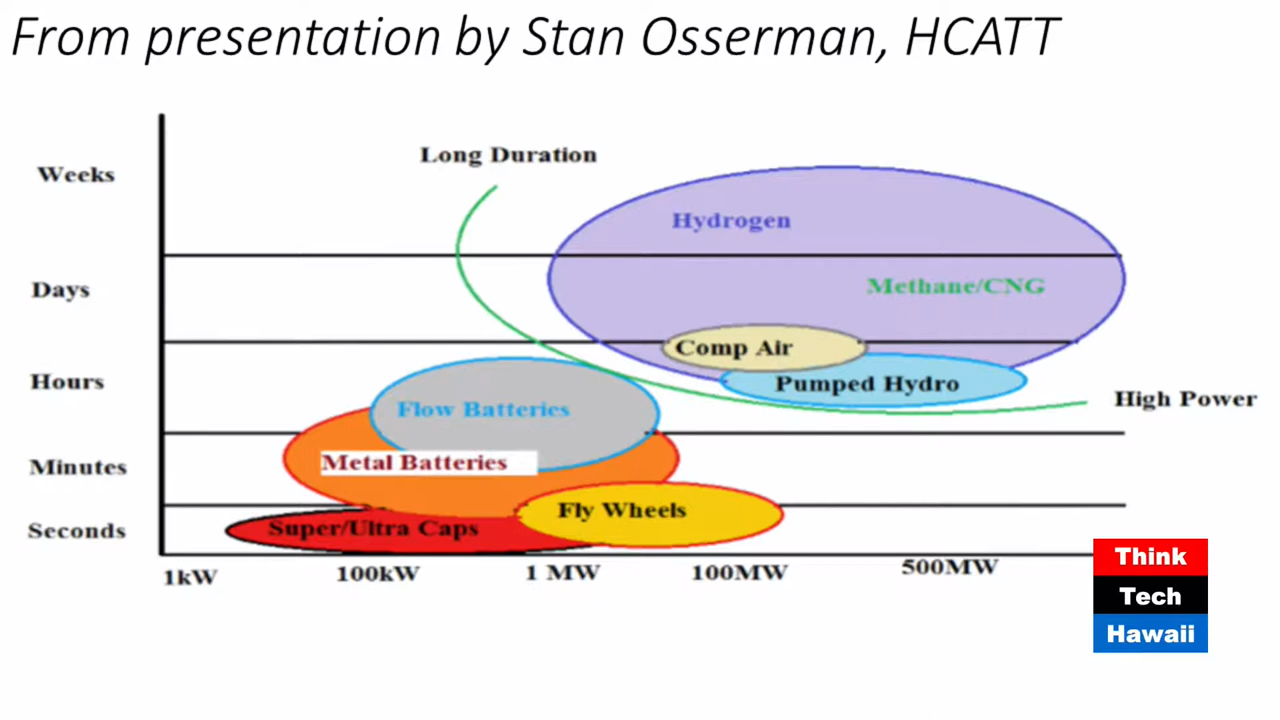 From presentation by Stan Osserman, HCATT
Long Duration
Weeks
Hydrogen
Days
Methane/CNG
Comp Air
Hours
Pumped Hydro
High Power
Flow Batteries
Minutes
Metal Batteries
Fly Wheels
Seconds
Super/Ultra Caps
1kW
100kW
1 MW
100MW
500MW
Think
Tech
Hawaii